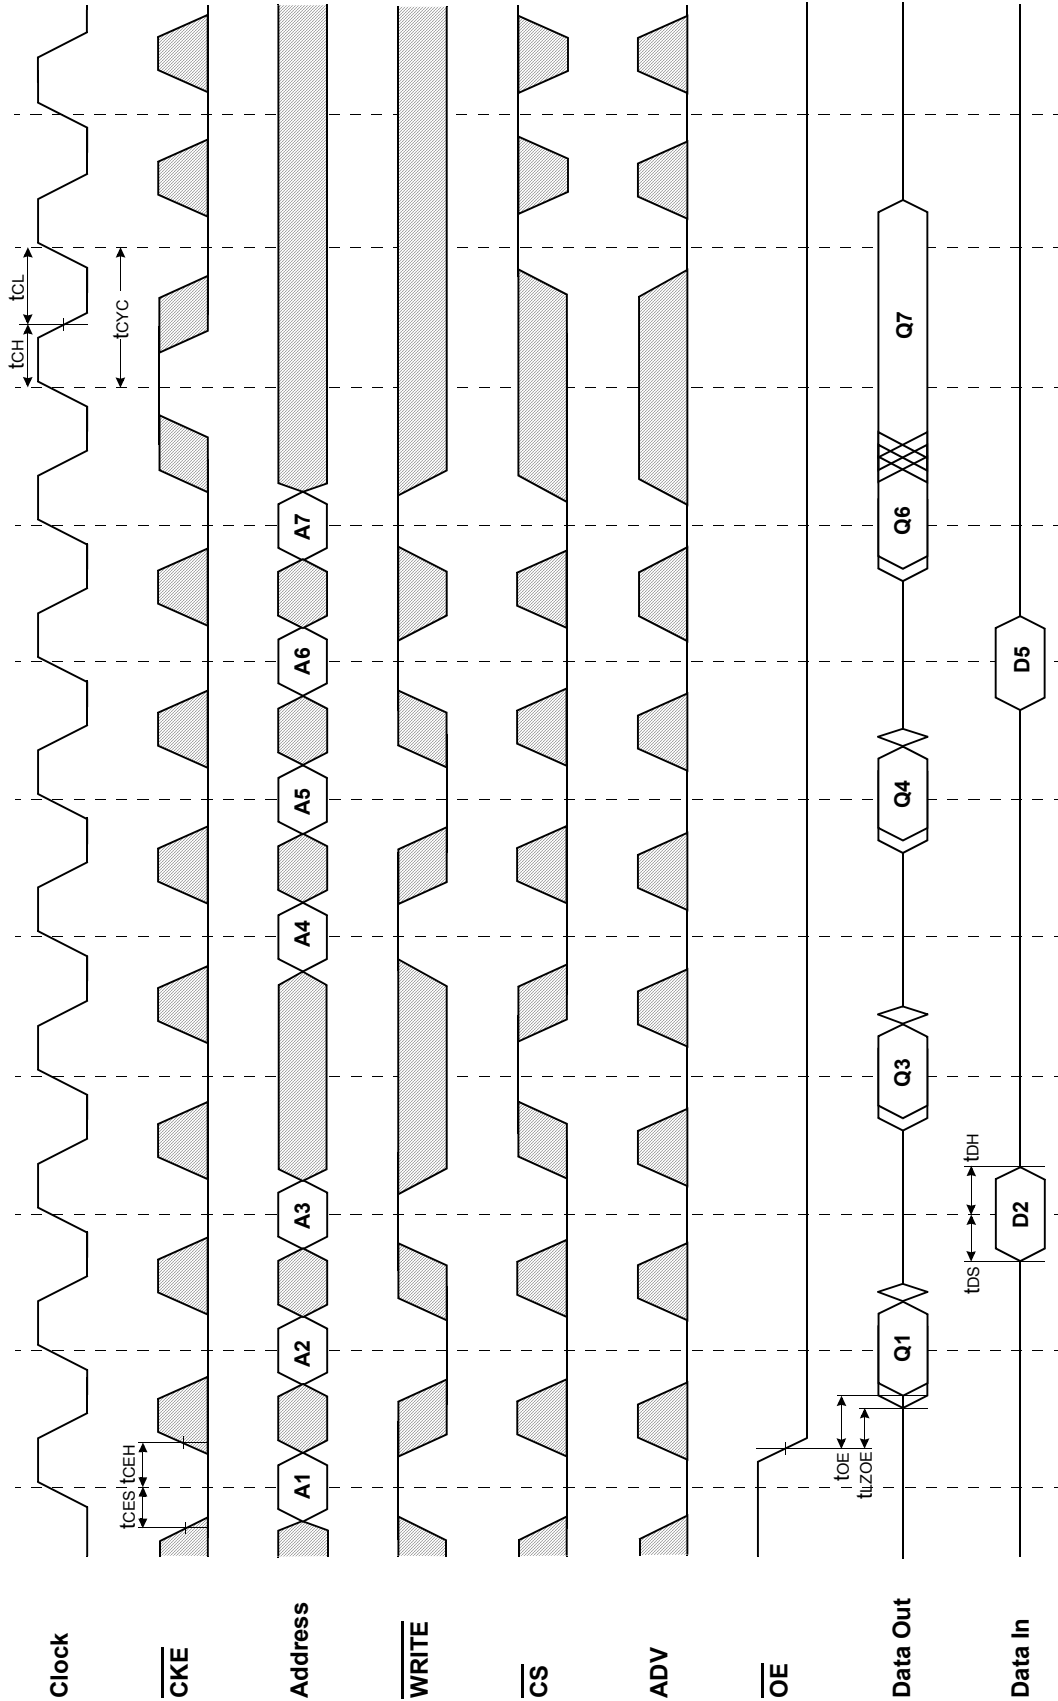 Clock
tCES tCEH
tCH tCL
tCYC
CKE
Address
A1 A2 A3 A4 A5 A6 A7
WRITE
CS
ADV
OE
tOE
tLZOE
Data Out
Q1 Q3 Q4 Q6 Q7
tDS tDH
Data In
D2 D5